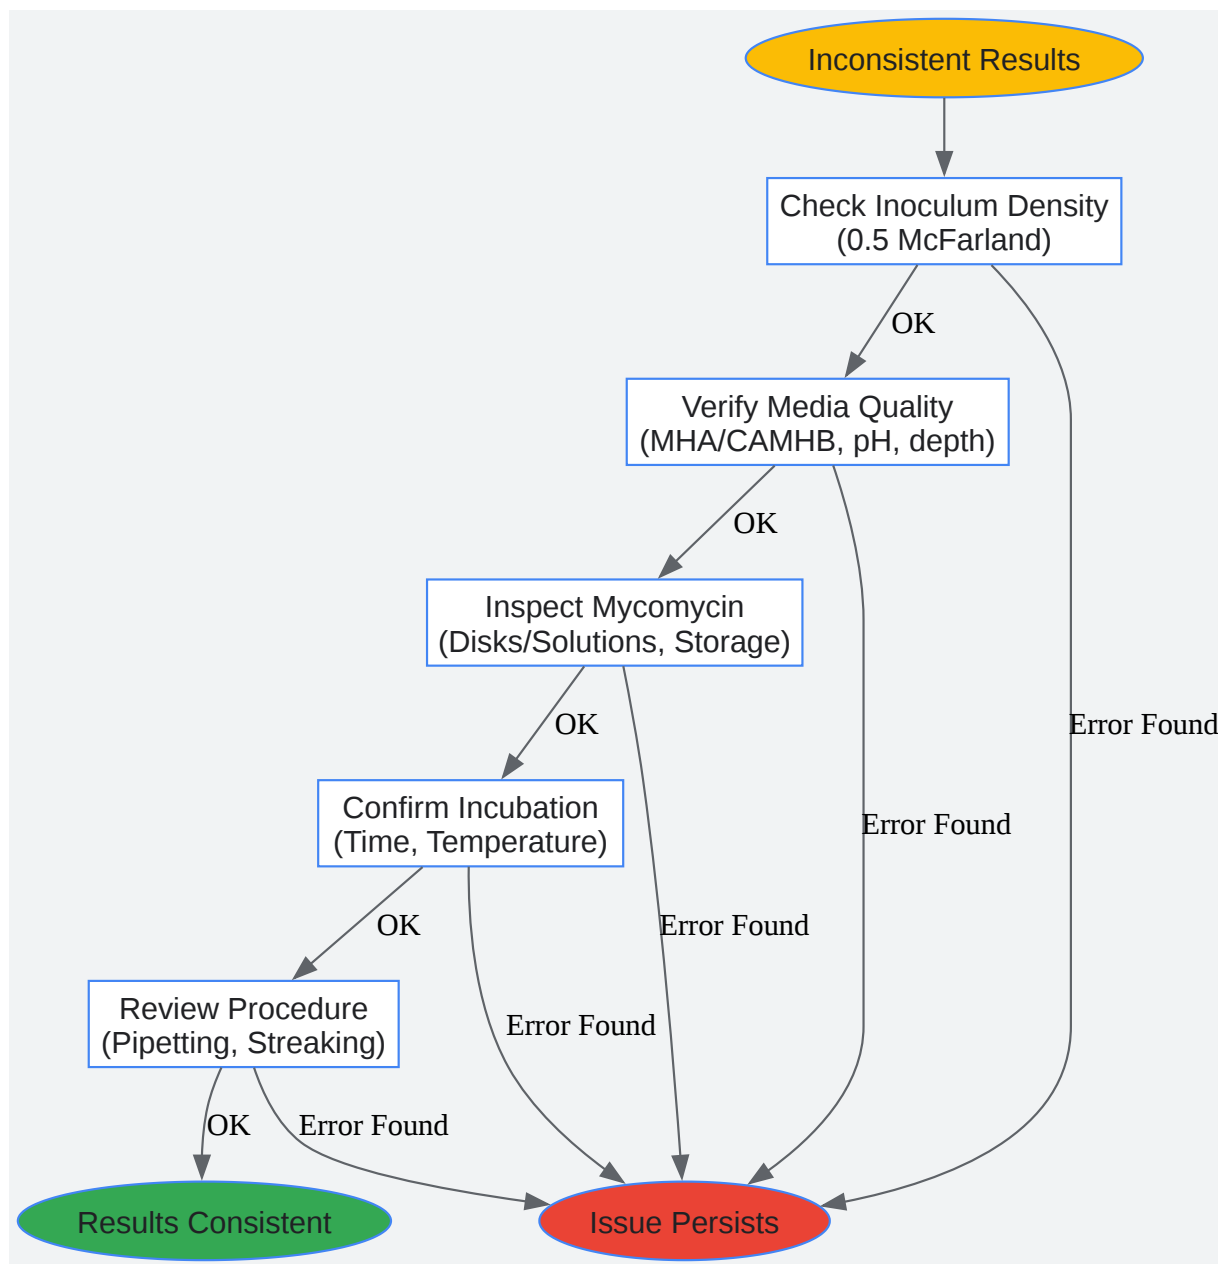 Inconsistent Results
Check Inoculum Density
(0.5 McFarland)
OK
Verify Media Quality
(MHA/CAMHB, pH, depth)
OK
Inspect Mycomycin
(Disks/Solutions, Storage)
OK
Error Found
Confirm Incubation
(Time, Temperature)
Error Found
OK
Error Found
Review Procedure
(Pipetting, Streaking)
Error Found
OK
Error Found
Results Consistent
Issue Persists